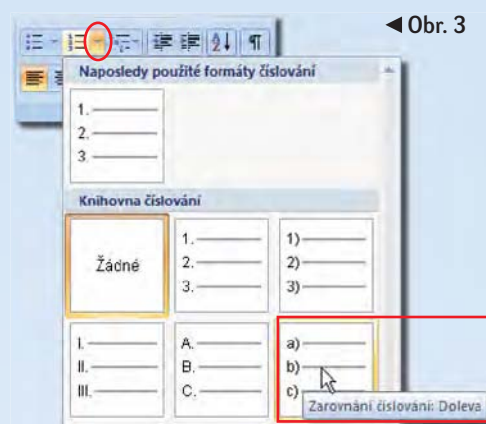 ◄ Obr. 3
Naposledy použité formáty číslování
1.
2.
3.
Knihovna číslování
Žádné
1.
2.
3.
1)
2)
3)
I.
II.
III.
A.
B.
C.
a)
b)
c)
Zarovnání číslování: Doleva